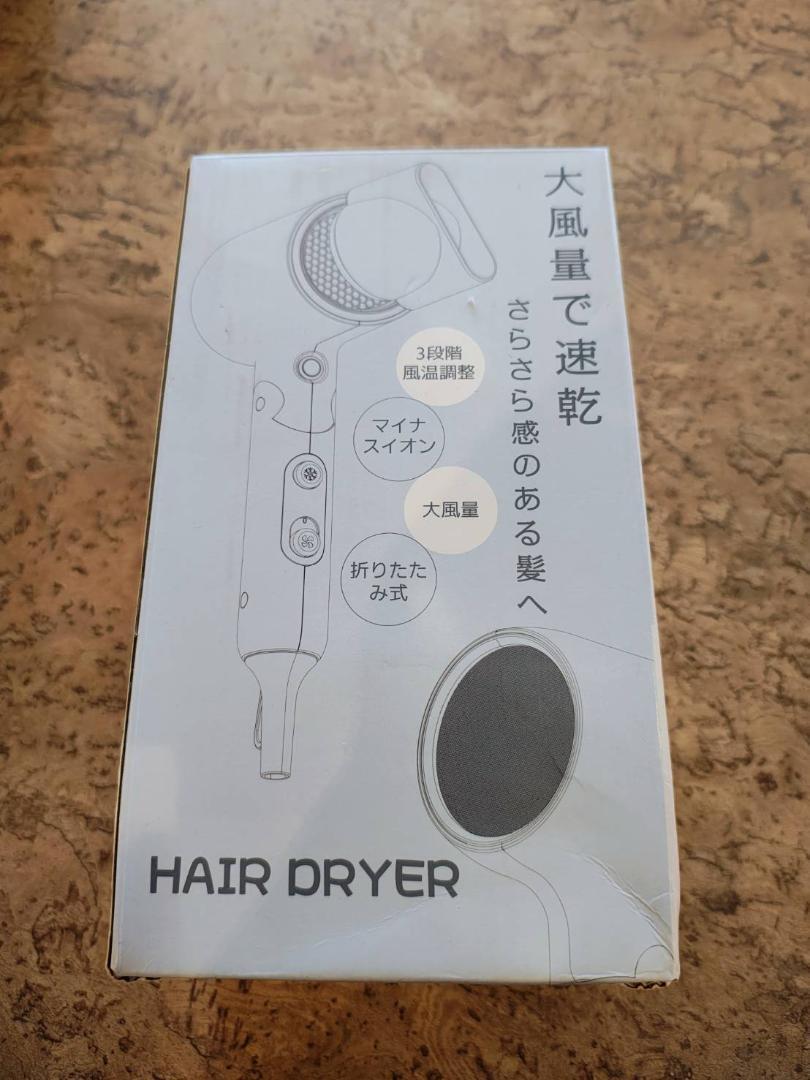 大風量で速乾
さらさら感のある髪へ
3段階
風温調整
マイナ
スイオン
大風量
折りたた
み式
HAIR DRYER